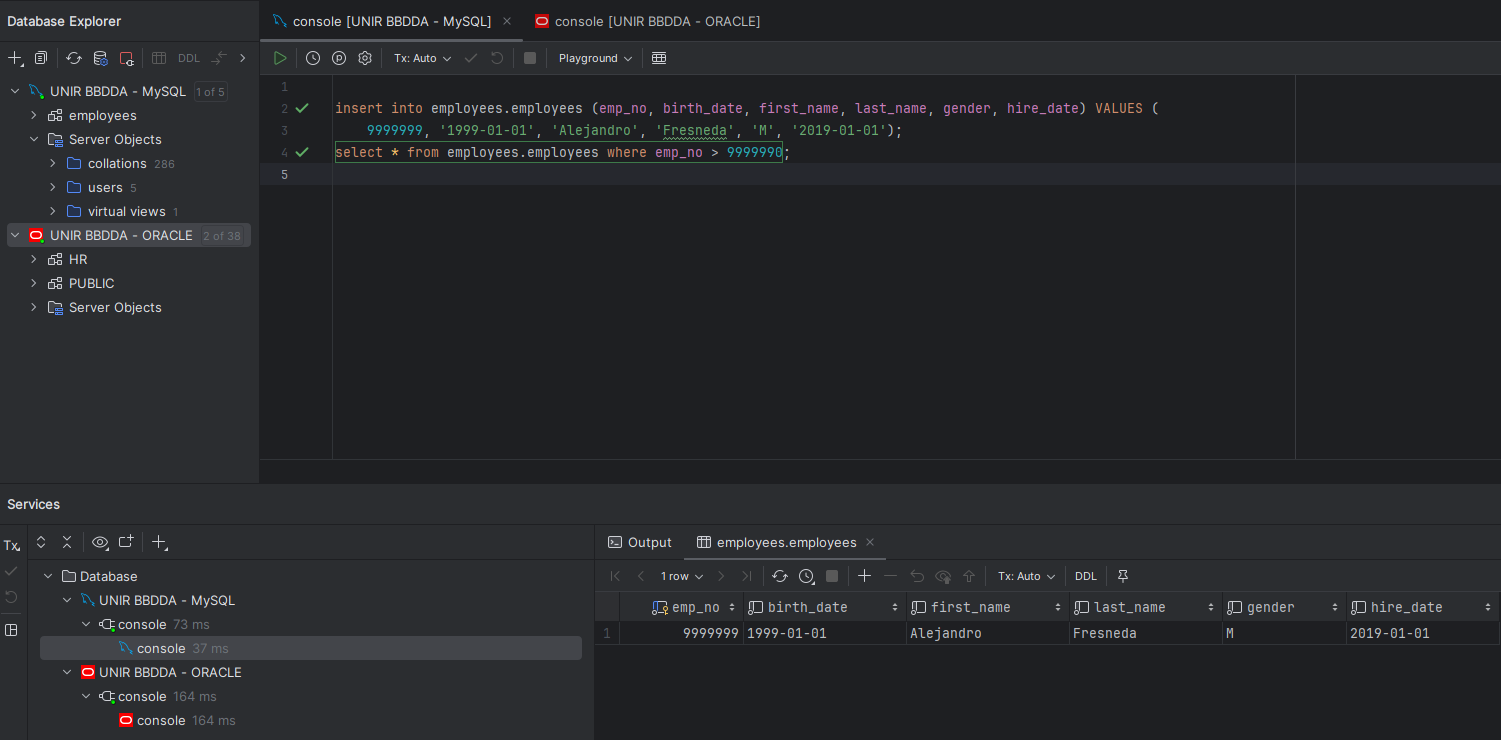 Database Explorer
console [UNIR BBDDA - MySQL]
console [UNIR BBDDA - ORACLE]
DDL
Tx: Auto
Playground
UNIR BBDDA - MySQL 1 of 5
employees
Server Objects
collations 286
users 5
virtual views 1
UNIR BBDDA - ORACLE 2 of 38
HR
PUBLIC
Server Objects
1
2 insert into employees.employees (emp_no, birth_date, first_name, last_name, gender, hire_date) VALUES (
3 9999999, '1999-01-01', 'Alejandro', 'Fresneda', 'M', '2019-01-01');
4 select * from employees.employees where emp_no > 9999990;
5
Services
Tx
Database
UNIR BBDDA - MySQL
console 73 ms
console 37 ms
UNIR BBDDA - ORACLE
console 164 ms
console 164 ms
Output
employees.employees
1 row
Tx: Auto
DDL
emp_no birth_date first_name last_name gender hire_date
1 9999999 1999-01-01 Alejandro Fresneda M 2019-01-01